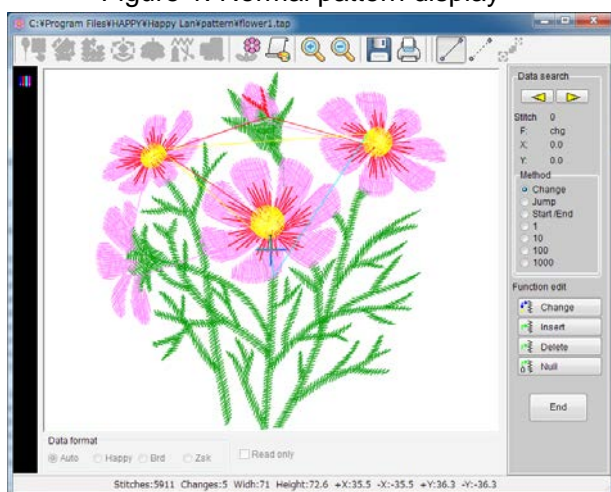 Figure 4. Normal pattern display
C:¥Program Files¥HAPPY¥Happy Lan¥pattern¥flower1.tap
Data search
Stitch 0
F: chg
X: 0.0
Y: 0.0
Method
Change
Jump
Start/End
1
10
100
1000
Function edit
Change
Insert
Delete
Null
End
Data format
Auto Happy Brd Zsk Read only
Stitches:5911 Changes:5 Widh:71 Height:72.6 +X:35.5 -X:-35.5 +Y:36.3 -Y:-36.3